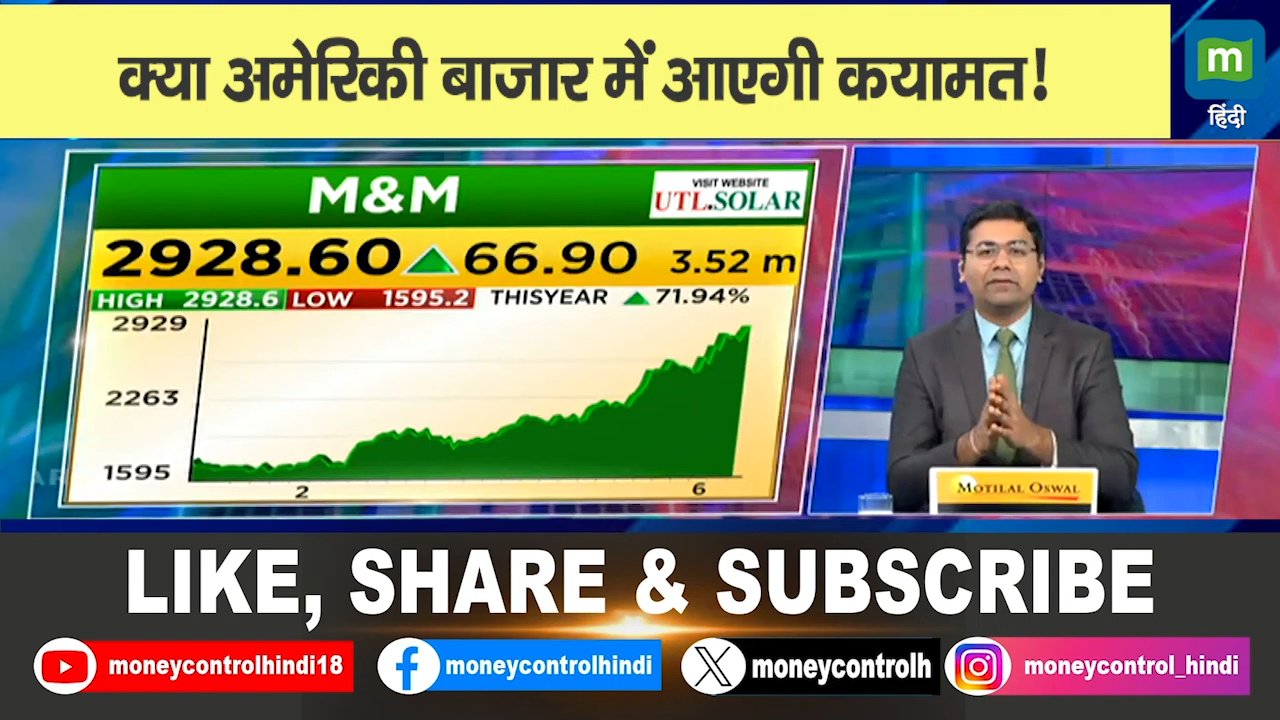 क्या अमेरिकी बाजार में आएगी कयामत!
m
हिंदी
M&M
VISIT WEBSITE
UTL.SOLAR
2928.60 66.90 3.52 m
HIGH 2928.6 LOW 1595.2 THISYEAR 71.94%
2929
2263
1595
2 6
MOTILAL OSWAL
LIKE, SHARE & SUBSCRIBE
moneycontrolhindi18
moneycontrolhindi
moneycontrolh
moneycontrol_hindi